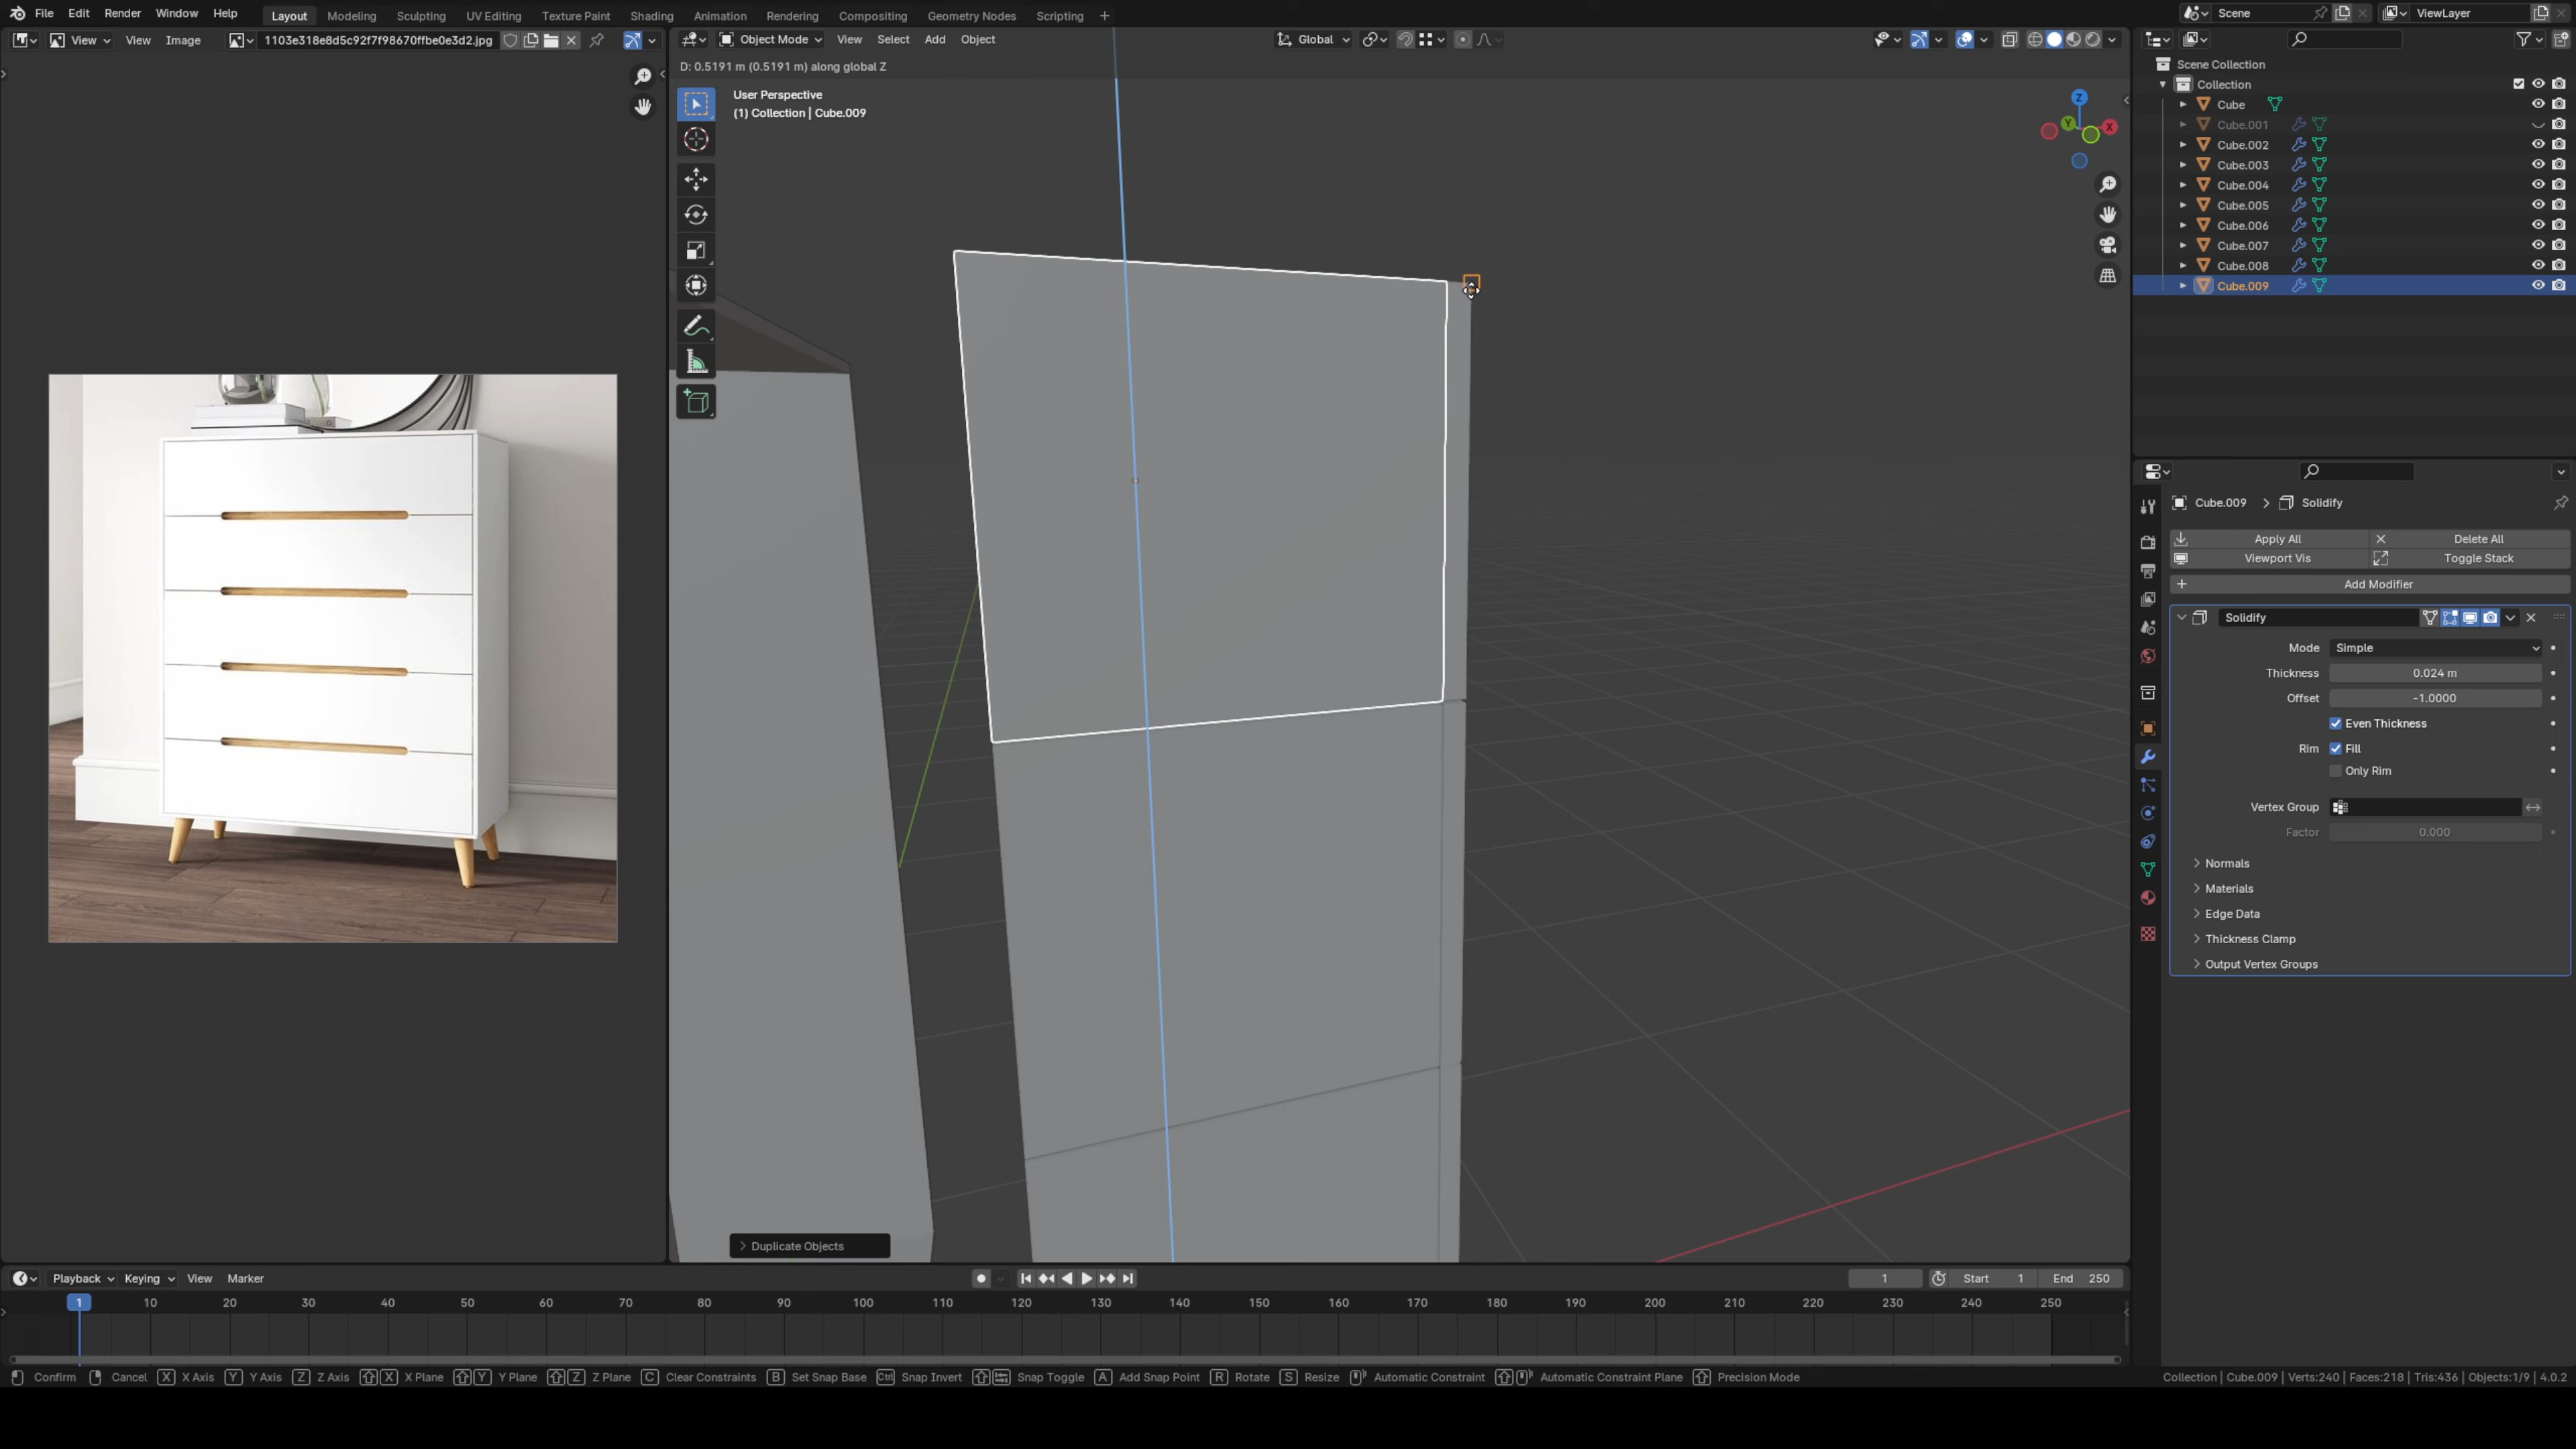 File Edit Render Window Help Layout Modeling Sculpting UV Editing Texture Paint Shading Animation Rendering Compositing Geometry Nodes Scripting + Scene ViewLayer
View View Image 1103e318e8d5c92f7f98670ffbe0e3d2.jpg Object Mode View Select Add Object Global
D: 0.5191 m (0.5191 m) along global Z
User Perspective
(1) Collection | Cube.009
Z
Y
X
Scene Collection
Collection
Cube
Cube.001
Cube.002
Cube.003
Cube.004
Cube.005
Cube.006
Cube.007
Cube.008
Cube.009
Cube.009 > Solidify
Apply All Delete All
Viewport Vis Toggle Stack
Add Modifier
Solidify
Mode Simple
Thickness 0.024 m
Offset -1.0000
Even Thickness
Rim Fill
Only Rim
Vertex Group
Factor 0.000
Normals
Materials
Edge Data
Thickness Clamp
Output Vertex Groups
Duplicate Objects
Playback Keying View Marker 1 Start 1 End 250
1 10 20 30 40 50 60 70 80 90 100 110 120 130 140 150 160 170 180 190 200 210 220 230 240 250
Confirm Cancel X X Axis Y Y Axis Z Z Axis X X Plane Y Y Plane Z Z Plane C Clear Constraints B Set Snap Base Ctrl Snap Invert Snap Toggle A Add Snap Point R Rotate S Resize Automatic Constraint Automatic Constraint Plane Precision Mode Collection | Cube.009 | Verts:240 | Faces:218 | Tris:436 | Objects:1/9 | 4.0.2